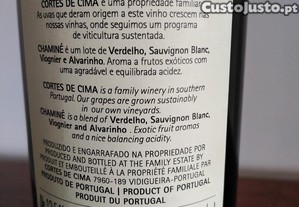 CORTES DE CIMA é uma propriedade familiar
As uvas que deram origem a este vinho crescem nas
nossas vinhas, onde seguimos um programa
de viticultura sustentada.
CHAMINÉ é um lote de Verdelho, Sauvignon Blanc,
Viognier e Alvarinho. Aroma a frutos exóticos com
uma agradável e equilibrada acidez.
CORTES DE CIMA is a family winery in southern
Portugal. Our grapes are grown sustainably
in our own vineyards.
CHAMINÉ is a blend of Verdelho, Sauvignon Blanc,
Viognier and Alvarinho. Exotic fruit aromas
and a nice balancing acidity.
PRODUZIDO E ENGARRAFADO NA PROPRIEDADE POR
PRODUCED AND BOTTLED AT THE FAMILY ESTATE BY
EMBOUTEILLÉ À LA PROPRIÉTÉ PAR
CORTES DE CIMA 7960-189 VIDIGUEIRA-PORTUGAL
PRODUTO DE PORTUGAL | PRODUCT OF PORTUGAL
PRODUIT DU PORTUGAL
CustoJusto.pt